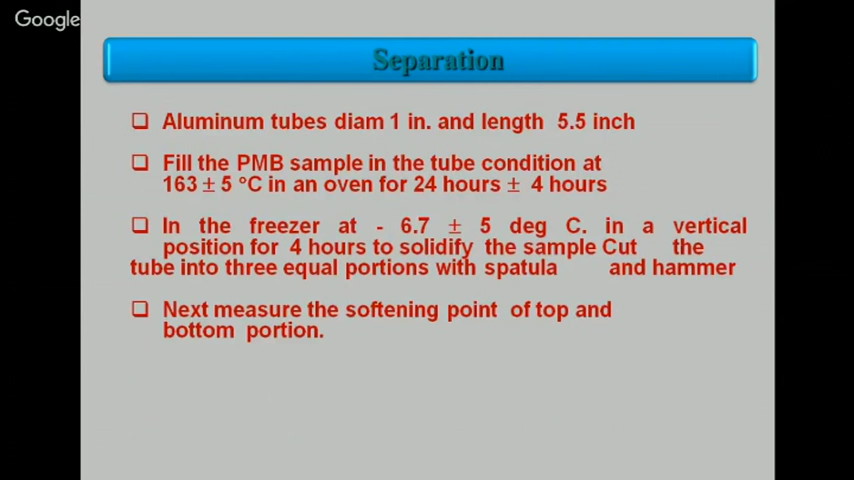 Google
Separation
❑ Aluminum tubes diam 1 in. and length 5.5 inch
❑ Fill the PMB sample in the tube condition at
163 ± 5 °C in an oven for 24 hours ± 4 hours
❑ In the freezer at - 6.7 ± 5 deg C. in a vertical
position for 4 hours to solidify the sample Cut the
tube into three equal portions with spatula and hammer
❑ Next measure the softening point of top and
bottom portion.